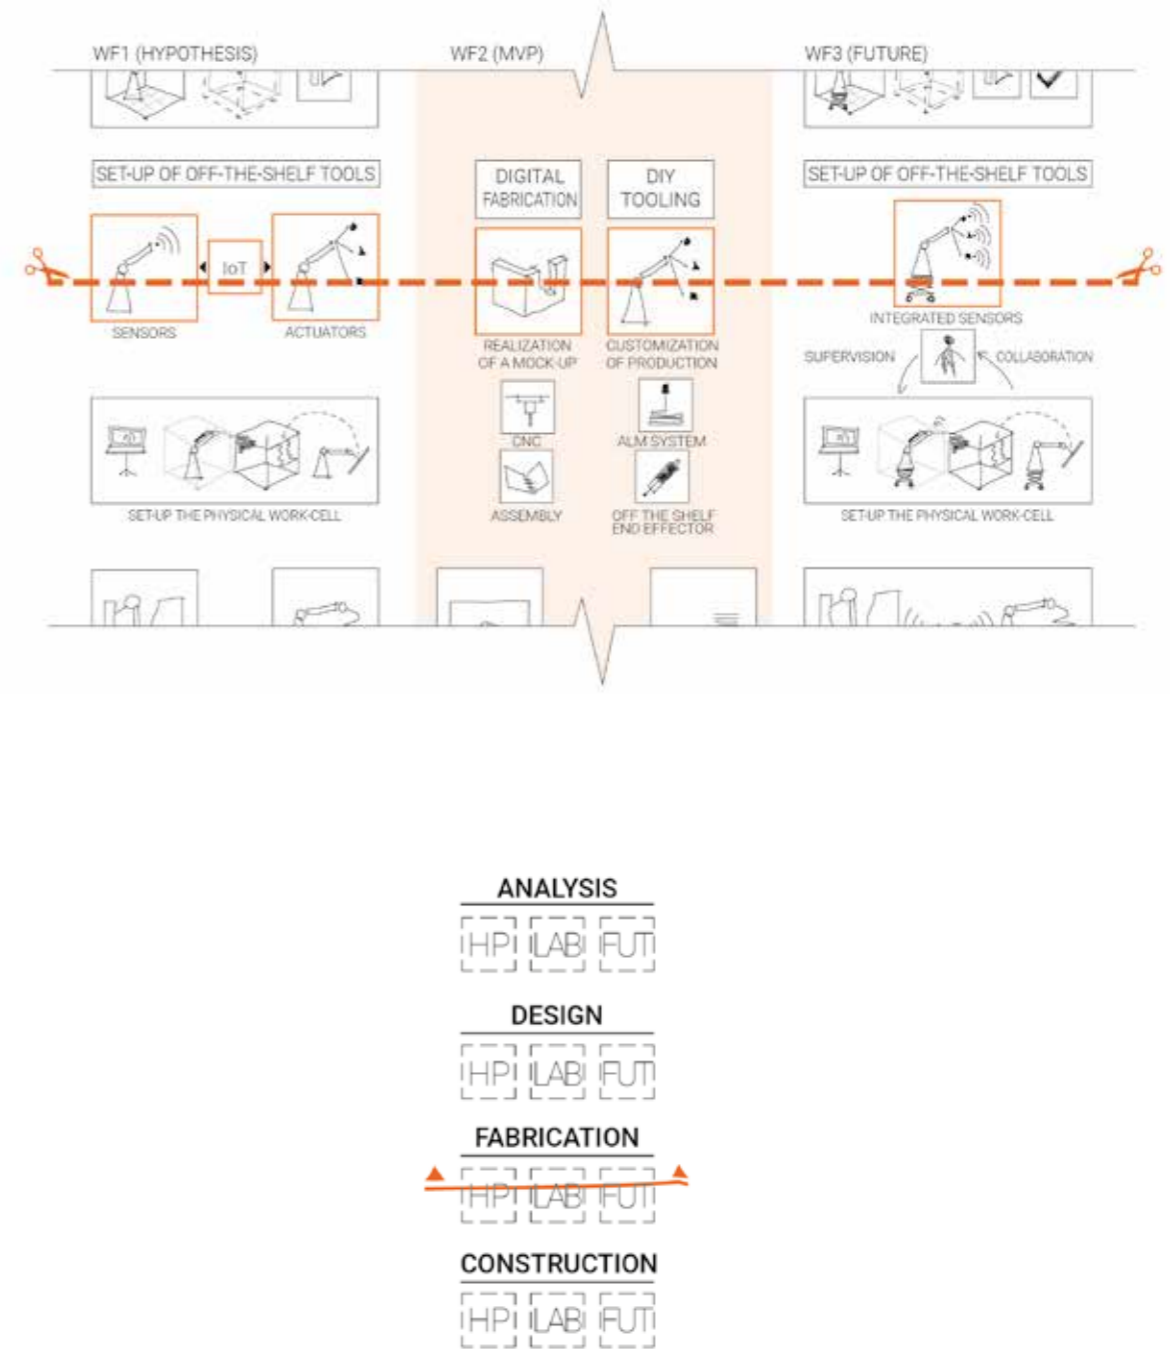 WF1 (HYPOTHESIS)
WF2 (MVP)
WF3 (FUTURE)
SET-UP OF OFF-THE-SHELF TOOLS
DIGITAL
FABRICATION
DIY
TOOLING
SET-UP OF OFF-THE-SHELF TOOLS
IoT
SENSORS
ACTUATORS
REALIZATION
OF A MOCK-UP
CUSTOMIZATION
OF PRODUCTION
INTEGRATED SENSORS
SUPERVISION
COLLABORATION
CNC
ALM SYSTEM
SET-UP THE PHYSICAL WORK-CELL
ASSEMBLY
OFF THE SHELF
END EFFECTOR
SET-UP THE PHYSICAL WORK-CELL
ANALYSIS
HP LAB FUT
DESIGN
HP LAB FUT
FABRICATION
HP LAB FUT
CONSTRUCTION
HP LAB FUT